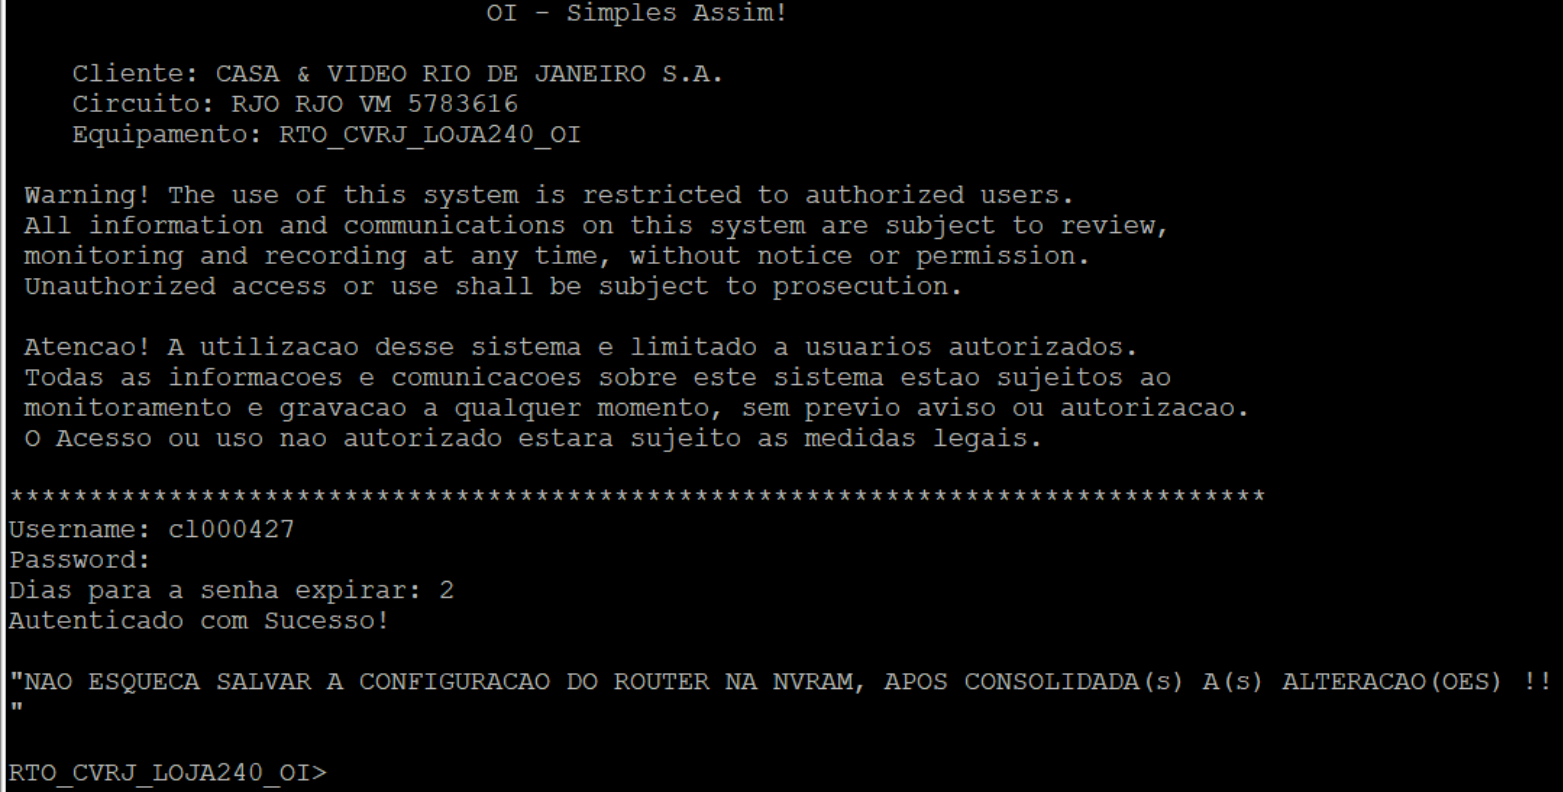 OI - Simples Assim!
Cliente: CASA & VIDEO RIO DE JANEIRO S.A.
Circuito: RJO RJO VM 5783616
Equipamento: RTO_CVRJ_LOJA240_OI
Warning! The use of this system is restricted to authorized users.
All information and communications on this system are subject to review,
monitoring and recording at any time, without notice or permission.
Unauthorized access or use shall be subject to prosecution.
Atencao! A utilizacao desse sistema e limitado a usuarios autorizados.
Todas as informacoes e comunicacoes sobre este sistema estao sujeitos ao
monitoramento e gravacao a qualquer momento, sem previo aviso ou autorizacao.
O Acesso ou uso nao autorizado estara sujeito as medidas legais.
*******************************************************************************
Username: cl000427
Password:
Dias para a senha expirar: 2
Autenticado com Sucesso!
"NAO ESQUECA SALVAR A CONFIGURACAO DO ROUTER NA NVRAM, APOS CONSOLIDADA(s) A(s) ALTERACAO(OES) !!
"
RTO_CVRJ_LOJA240_OI>